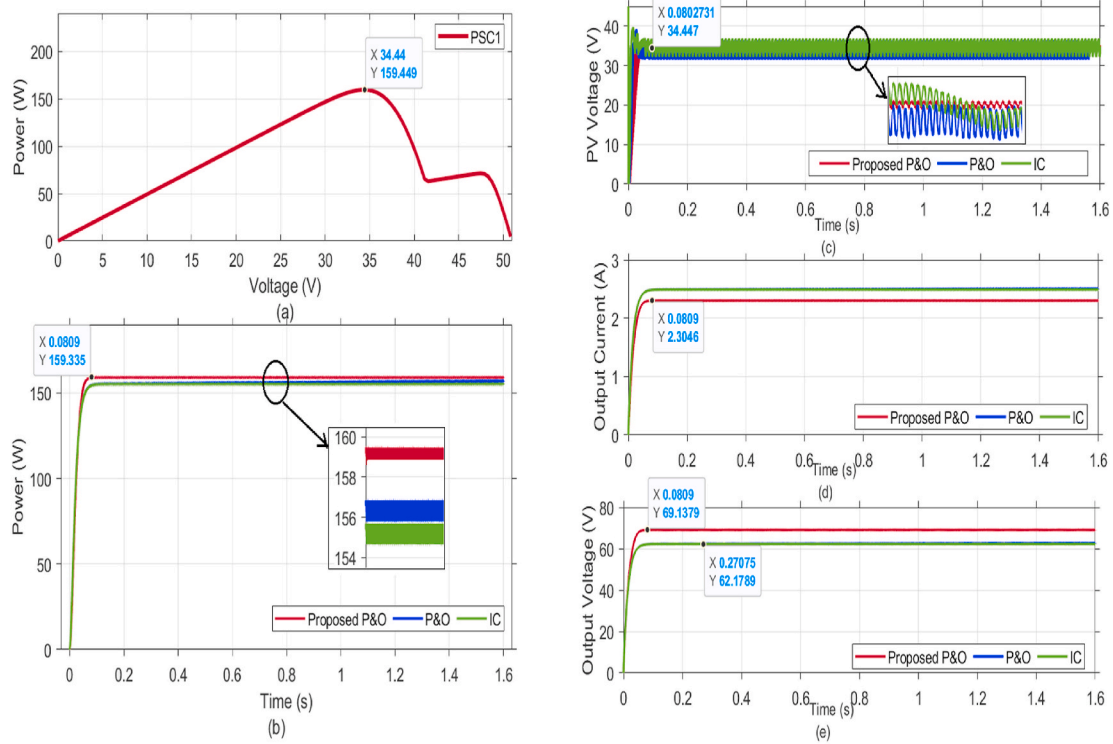 PSC1
X 34.44
Y 159.449
Power (W)
200
150
100
50
0
0 5 10 15 20 25 30 35 40 45 50
Voltage (V)
(a)
X 0.0809
Y 159.335
Power (W)
150
100
50
0
160
158
156
154
Proposed P&O P&O IC
0 0.2 0.4 0.6 0.8 1 1.2 1.4 1.6
Time (s)
(b)
X 0.0802731
Y 34.447
PV Voltage (V)
40
30
20
10
0
Proposed P&O P&O IC
0 0.2 0.4 0.6 0.8 1 1.2 1.4 1.6
Time (s)
(c)
Output Current (A)
3
2
1
0
X 0.0809
Y 2.3046
Proposed P&O P&O IC
0 0.2 0.4 0.6 0.8 1 1.2 1.4 1.6
Time (s)
(d)
X 0.0809
Y 69.1379
Output Voltage (V)
80
60
40
20
0
X 0.27075
Y 62.1789
Proposed P&O P&O IC
0 0.2 0.4 0.6 0.8 1 1.2 1.4 1.6
Time (s)
(e)